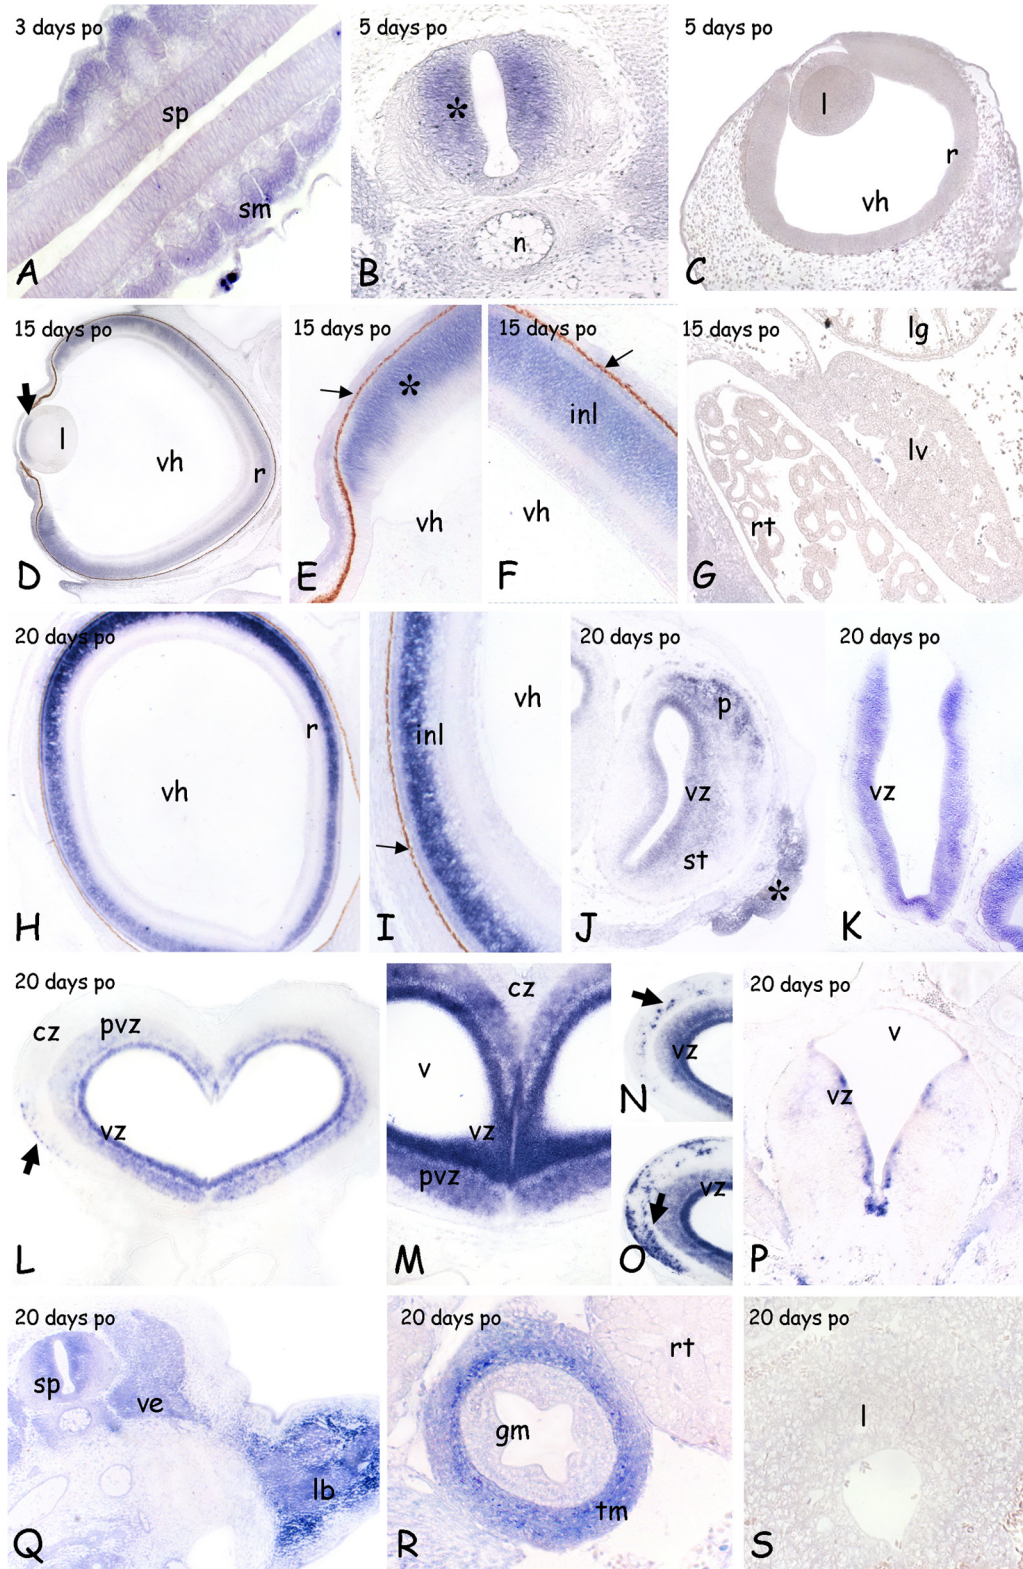 3 days po
sp
sm
A
5 days po
*
n
B
5 days po
l
r
vh
C
15 days po
l
vh
r
D
15 days po
*
vh
E
15 days po
inl
vh
F
15 days po
lg
lv
rt
G
20 days po
r
vh
H
vh
inl
I
20 days po
p
vz
st
*
J
20 days po
vz
K
20 days po
cz
pvz
vz
L
cz
v
vz
pvz
M
vz
N
vz
O
20 days po
v
vz
P
20 days po
sp
ve
lb
Q
20 days po
rt
gm
tm
R
20 days po
l
S